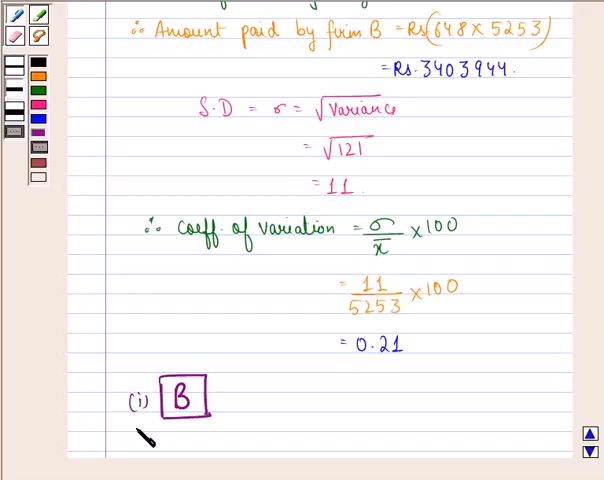 ∴ Amount paid by firm B = Rs(648 × 5253)
= Rs. 3403944.
S.D = σ = √Variance
= √121
= 11.
∴ Coeff. of variation = σ/x̄ × 100
= 11/5253 × 100
= 0.21
(i) B